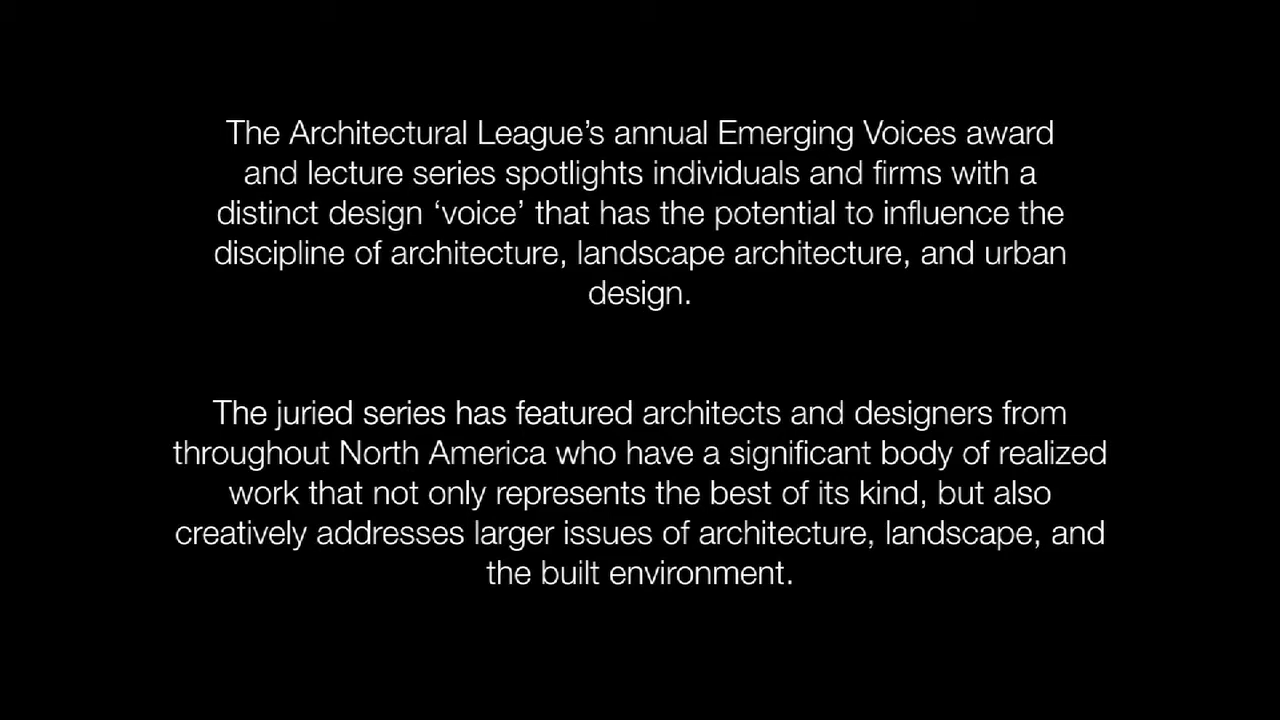 The Architectural League’s annual Emerging Voices award
and lecture series spotlights individuals and firms with a
distinct design ‘voice’ that has the potential to influence the
discipline of architecture, landscape architecture, and urban
design.
The juried series has featured architects and designers from
throughout North America who have a significant body of realized
work that not only represents the best of its kind, but also
creatively addresses larger issues of architecture, landscape, and
the built environment.